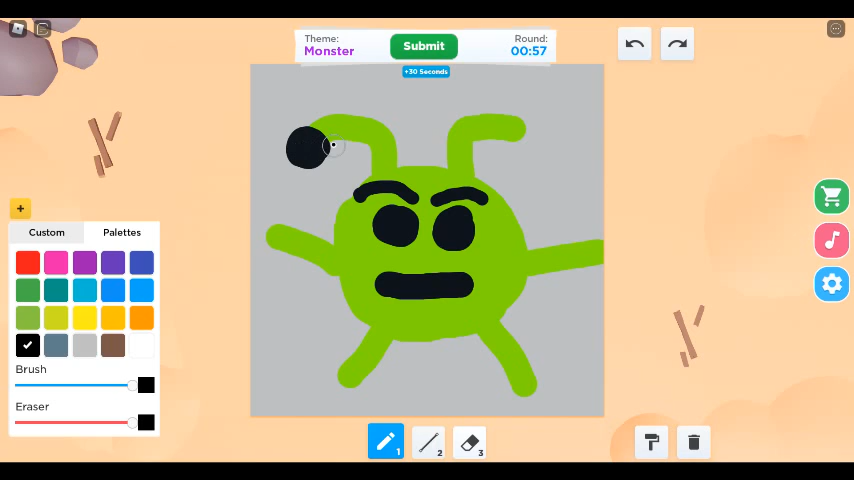 Theme:
Monster
Submit
Round:
00:57
+30 Seconds
+
Custom
Palettes
Brush
Eraser
1
2
3